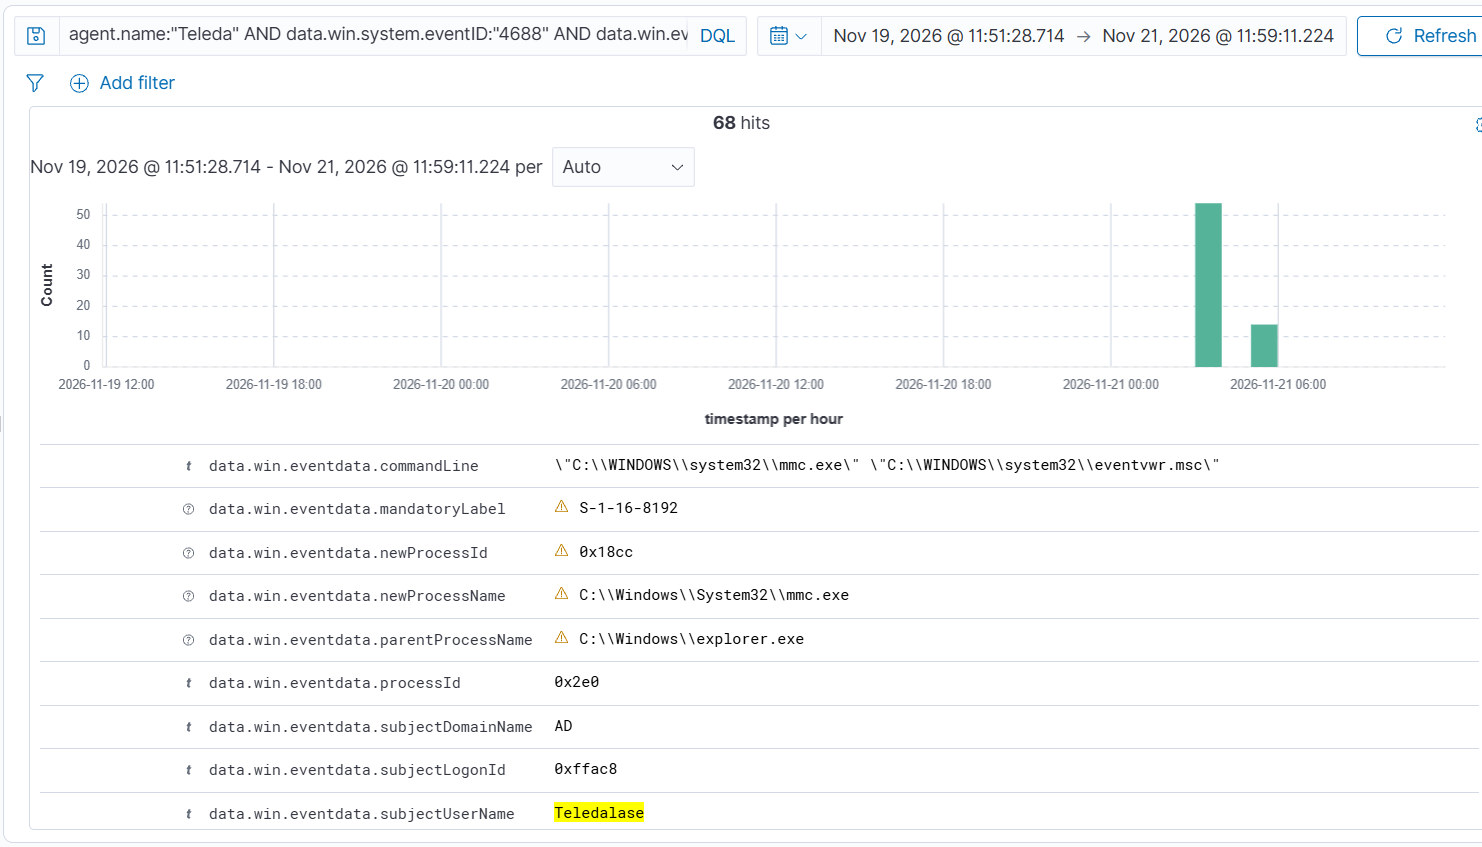 agent.name:"Teleda" AND data.win.system.eventID:"4688" AND data.win.ev DQL Nov 19, 2026 @ 11:51:28.714 → Nov 21, 2026 @ 11:59:11.224 Refresh
Add filter
68 hits
Nov 19, 2026 @ 11:51:28.714 - Nov 21, 2026 @ 11:59:11.224 per Auto
Count
50
40
30
20
10
0
2026-11-19 12:00 2026-11-19 18:00 2026-11-20 00:00 2026-11-20 06:00 2026-11-20 12:00 2026-11-20 18:00 2026-11-21 00:00 2026-11-21 06:00
timestamp per hour
t data.win.eventdata.commandLine \"C:\\WINDOWS\\system32\\mmc.exe\" \"C:\\WINDOWS\\system32\\eventvwr.msc\"
? data.win.eventdata.mandatoryLabel S-1-16-8192
? data.win.eventdata.newProcessId 0x18cc
? data.win.eventdata.newProcessName C:\\Windows\\System32\\mmc.exe
? data.win.eventdata.parentProcessName C:\\Windows\\explorer.exe
t data.win.eventdata.processId 0x2e0
t data.win.eventdata.subjectDomainName AD
t data.win.eventdata.subjectLogonId 0xffac8
t data.win.eventdata.subjectUserName Teledalase